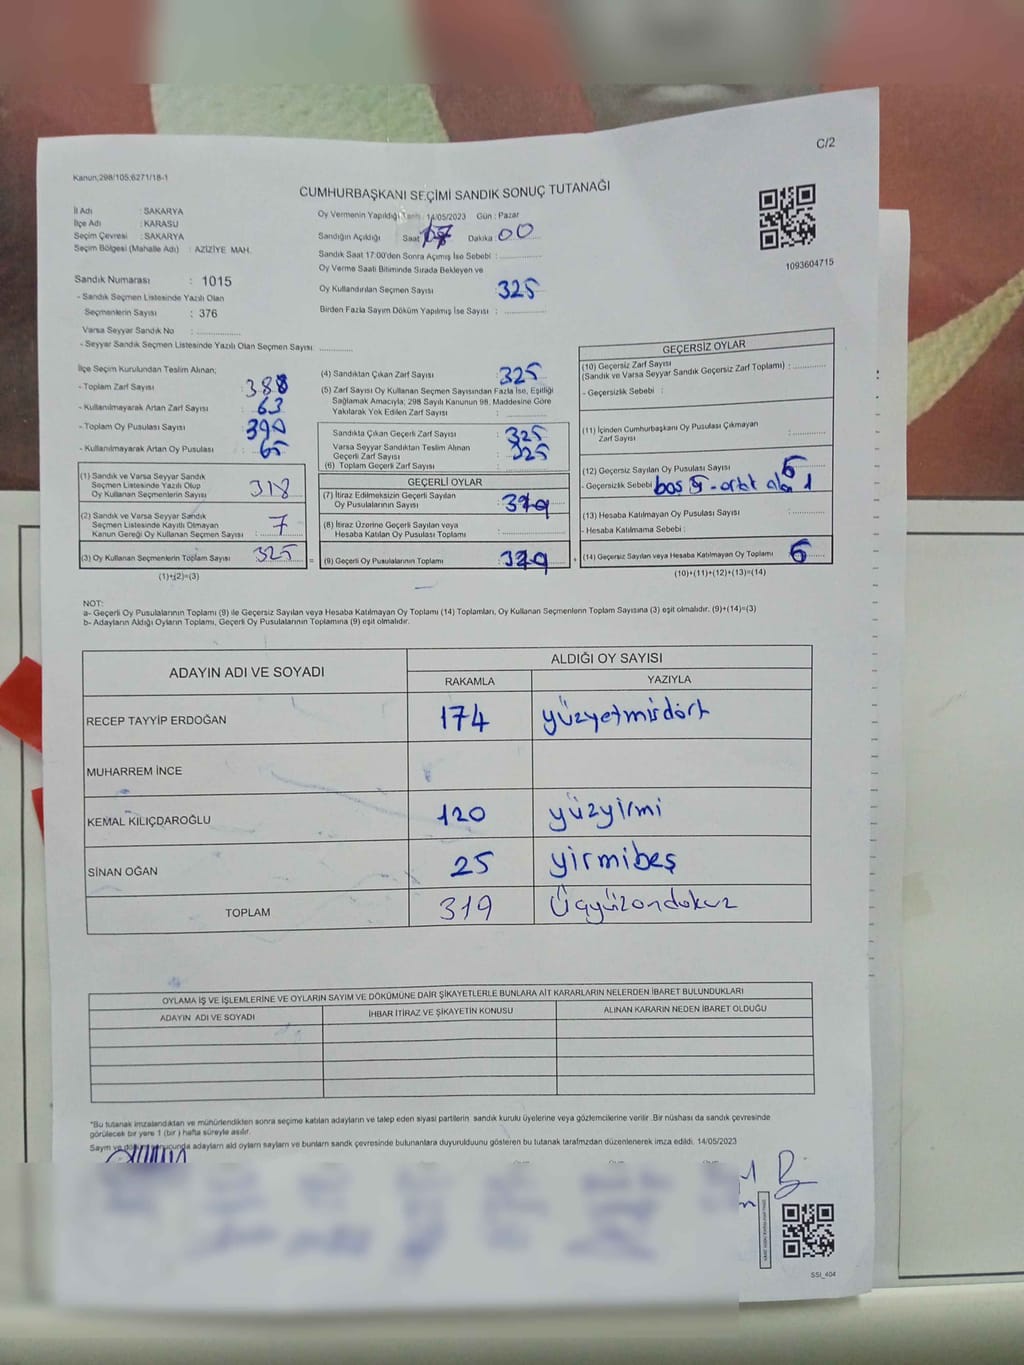 C/2
Kanun;298/105;6271/18-1
CUMHURBAŞKANI SEÇİMİ SANDIK SONUÇ TUTANAĞI
1093604715
İl Adı : SAKARYA
İlçe Adı : KARASU
Seçim Çevresi : SAKARYA
Seçim Bölgesi (Mahalle Adı) : AZİZİYE MAH.
Sandık Numarası : 1015
- Sandık Seçmen Listesinde Yazılı Olan
Seçmenlerin Sayısı : 376
Varsa Seyyar Sandık No :
- Seyyar Sandık Seçmen Listesinde Yazılı Olan Seçmen Sayısı:
Oy Vermenin Yapıldığı Tarih : 14/05/2023 Gün : Pazar
Sandığın Açıldığı Saat 17 Dakika 00
Sandık Saat 17:00'den Sonra Açımış İse Sebebi :
Oy Verme Saati Bitiminde Sırada Bekleyen ve
Oy Kullandırılan Seçmen Sayısı 325
Birden Fazla Sayım Döküm Yapılmış İse Sayısı :
İlçe Seçim Kurulundan Teslim Alınan;
- Toplam Zarf Sayısı : 388
- Kullanılmayarak Artan Zarf Sayısı : 63
- Toplam Oy Pusulası Sayısı : 390
- Kullanılmayarak Artan Oy Pusulası : 65
(1) Sandık ve Varsa Seyyar Sandık
Seçmen Listesinde Yazılı Olup
Oy Kullanan Seçmenlerin Sayısı : 318
(2) Sandık ve Varsa Seyyar Sandık
Seçmen Listesinde Kayıtlı Olmayan
Kanun Gereği Oy Kullanan Seçmen Sayısı : 7
(3) Oy Kullanan Seçmenlerin Toplam Sayısı : 325
(1)+(2)=(3)
(4) Sandıktan Çıkan Zarf Sayısı : 325
(5) Zarf Sayısı Oy Kullanan Seçmen Sayısından Fazla İse, Eşitliği
Sağlamak Amacıyla; 298 Sayılı Kanunun 98. Maddesine Göre
Yakılarak Yok Edilen Zarf Sayısı :
Sandıkta Çıkan Geçerli Zarf Sayısı : 325
Varsa Seyyar Sandıktan Teslim Alınan
Geçerli Zarf Sayısı :
(6) Toplam Geçerli Zarf Sayısı : 325
GEÇERLİ OYLAR
(7) İtiraz Edilmeksizin Geçerli Sayılan
Oy Pusulalarının Sayısı : 319
(8) İtiraz Üzerine Geçerli Sayılan veya
Hesaba Katılan Oy Pusulası Toplamı :
(9) Geçerli Oy Pusulalarının Toplamı : 319
GEÇERSİZ OYLAR
(10) Geçersiz Zarf Sayısı
(Sandık ve Varsa Seyyar Sandık Geçersiz Zarf Toplamı) :
- Geçersizlik Sebebi :
(11) İçinden Cumhurbaşkanı Oy Pusulası Çıkmayan
Zarf Sayısı :
(12) Geçersiz Sayılan Oy Pusulası Sayısı : 6
- Geçersizlik Sebebi boş 5 - ortak alan 1
(13) Hesaba Katılmayan Oy Pusulası Sayısı :
- Hesaba Katılmama Sebebi :
(14) Geçersiz Sayılan veya Hesaba Katılmayan Oy Toplamı : 6
(10)+(11)+(12)+(13)=(14)
NOT:
a- Geçerli Oy Pusulalarının Toplamı (9) ile Geçersiz Sayılan veya Hesaba Katılmayan Oy Toplamı (14) Toplamları, Oy Kullanan Seçmenlerin Toplam Sayısına (3) eşit olmalıdır. (9)+(14)=(3)
b- Adayların Aldığı Oyların Toplamı, Geçerli Oy Pusulalarının Toplamına (9) eşit olmalıdır.
ADAYIN ADI VE SOYADI
ALDIĞI OY SAYISI
RAKAMLA YAZIYLA
RECEP TAYYİP ERDOĞAN 174 yüzyetmişdört
MUHARREM İNCE
KEMAL KILIÇDAROĞLU 120 yüzyirmi
SİNAN OĞAN 25 yirmibeş
TOPLAM 319 Üçyüzondokuz
OYLAMA İŞ VE İŞLEMLERİNE VE OYLARIN SAYIM VE DÖKÜMÜNE DAİR ŞİKAYETLERLE BUNLARA AİT KARARLARIN NELERDEN İBARET BULUNDUKLARI
ADAYIN ADI VE SOYADI İHBAR İTİRAZ VE ŞİKAYETİN KONUSU ALINAN KARARIN NEDEN İBARET OLDUĞU
*Bu tutanak imzalandıktan ve mühürlendikten sonra seçime katılan adayların ve talep eden siyasi partilerin sandık kurulu üyelerine veya gözlemcilerine verilir .Bir nüshası da sandık çevresinde
görülecek bir yere 1 (bir ) hafta süreyle asılır.
Sayım ve döküm sonucunda adayların ald oyların sayıları ve bunların sandk çevresinde bulunanlara duyurulduunu gösteren bu tutanak tarafmzdan düzenlenerek imza edildi. 14/05/2023
SSI_404